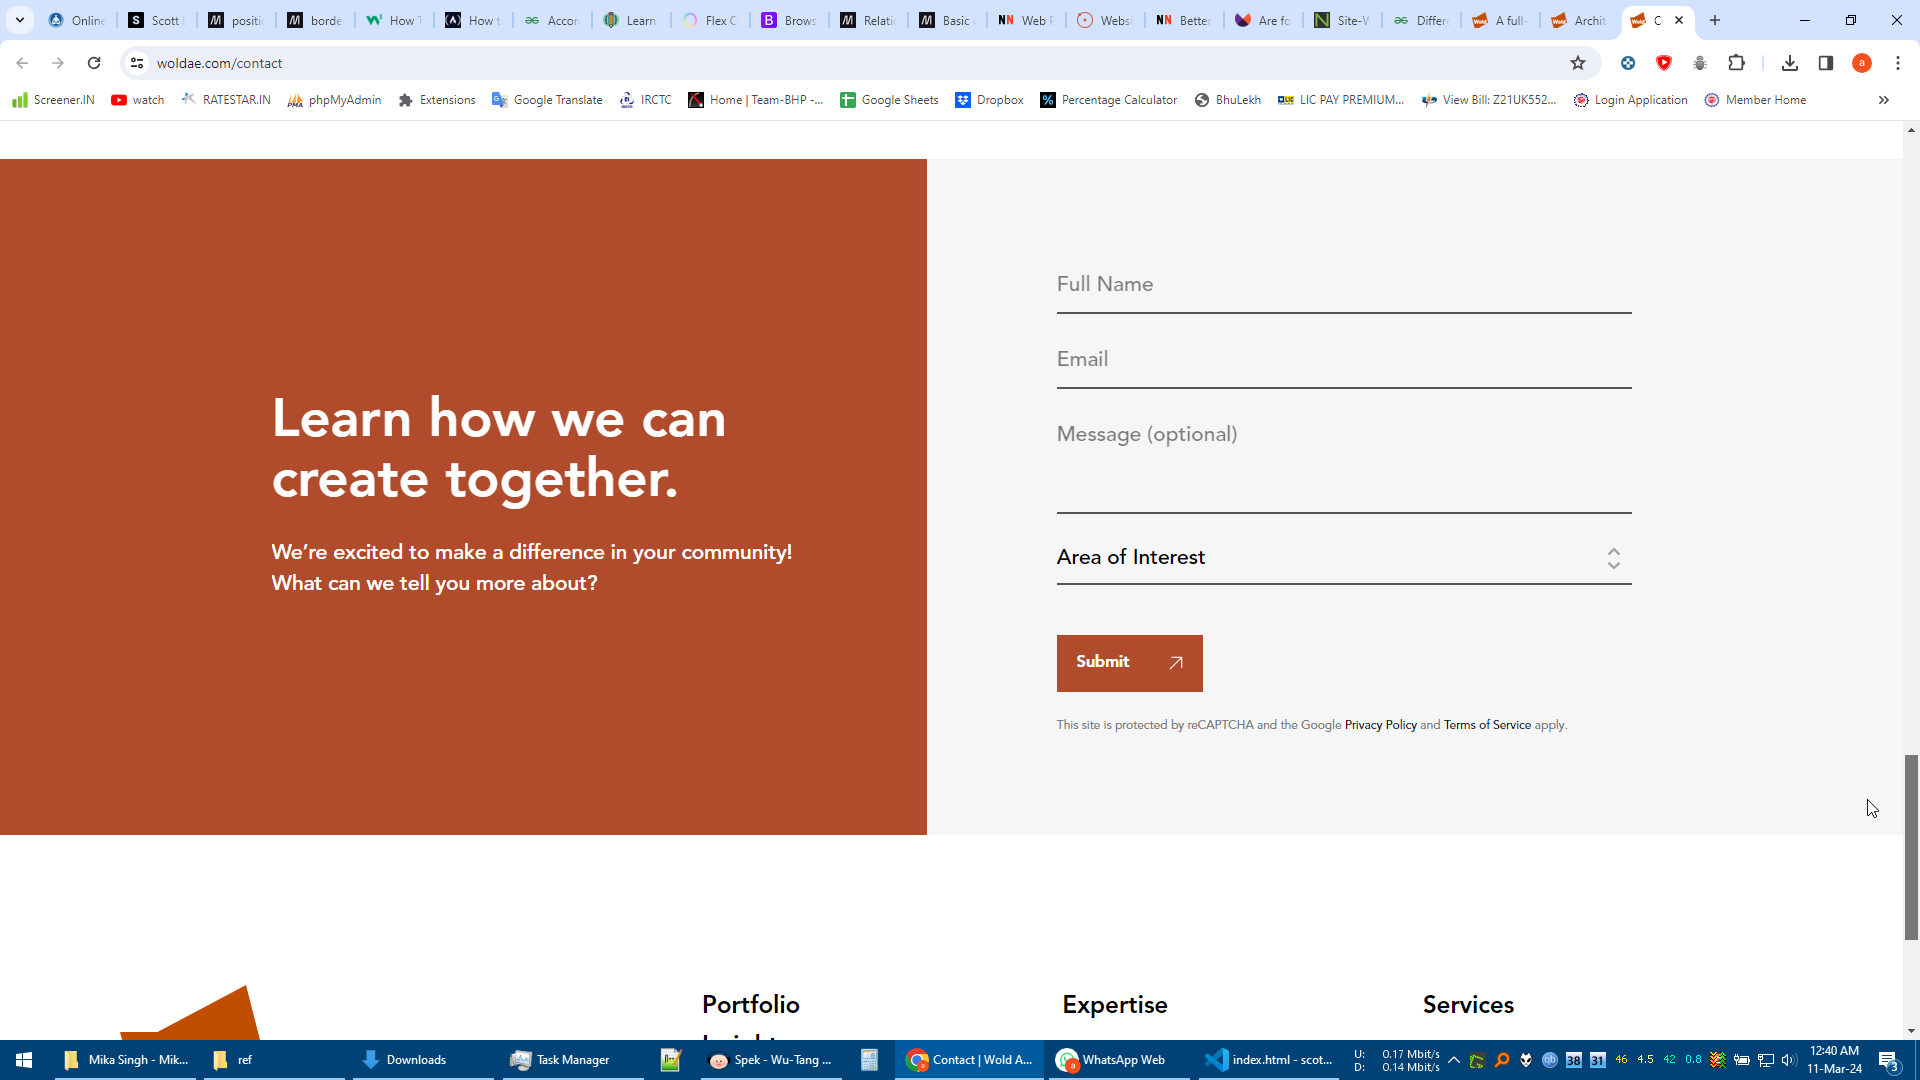 Online
Scott
positio
borde
How T
How t
Accor
Learn
Flex C
Brows
Relati
Basic
Web F
Websi
Better
Are fo
Site-V
Differe
A full-
Archit
C
woldae.com/contact
a
Screener.IN
watch
RATESTAR.IN
phpMyAdmin
Extensions
Google Translate
IRCTC
Home | Team-BHP -...
Google Sheets
Dropbox
Percentage Calculator
BhuLekh
LIC PAY PREMIUM...
View Bill: Z21UK552...
Login Application
Member Home
Learn how we can
create together.
We're excited to make a difference in your community!
What can we tell you more about?
Full Name
Email
Message (optional)
Area of Interest
Submit
This site is protected by reCAPTCHA and the Google Privacy Policy and Terms of Service apply.
Portfolio
Expertise
Services
Mika Singh - Mik...
ref
Downloads
Task Manager
Spek - Wu-Tang ...
Contact | Wold A...
WhatsApp Web
index.html - scot...
U: 0.17 Mbit/s
D: 0.14 Mbit/s
38
31
46
4.5
42
0.8
12:40 AM
11-Mar-24
3